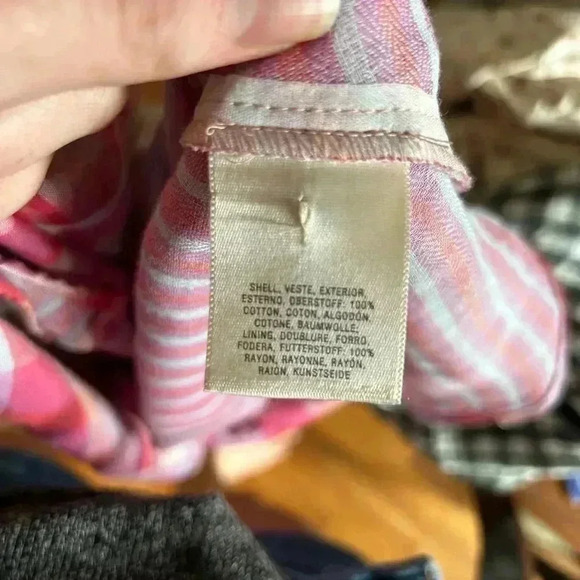 SHELL, VESTE, EXTERIOR,
ESTERNO, OBERSTOFF: 100%
COTTON, COTON, ALGODÓN,
COTONE, BAUMWOLLE,
LINING, DOUBLURE, FORRO,
FODERA, FUTTERSTOFF: 100%
RAYON, RAYONNE, RAYÓN,
RAION, KUNSTSEIDE